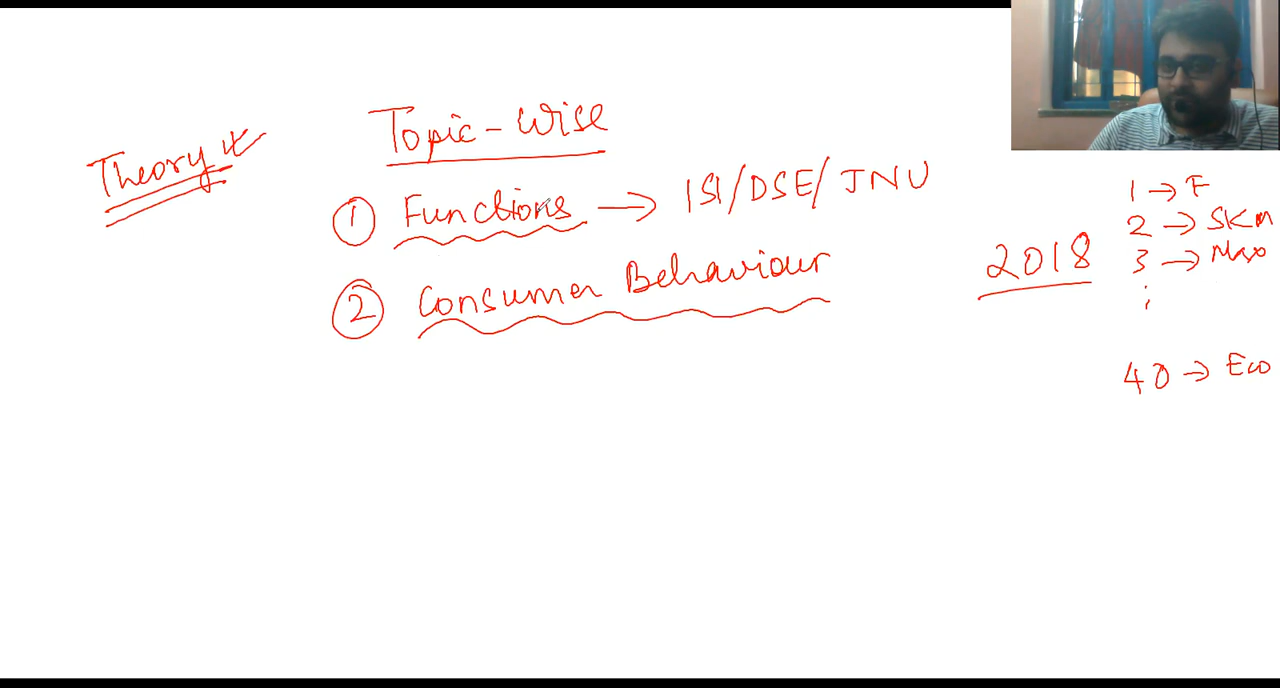 Theory
Topic-Wise
① Functions → ISI/DSE/JNU
② Consumer Behaviour
2018
1 → F
2 → SKM
3 → Max
40 → Eco